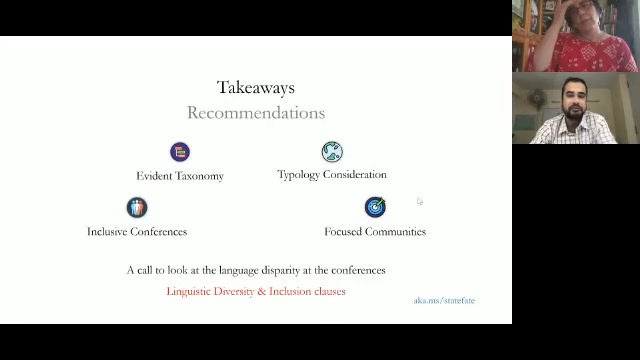 Takeaways
Recommendations
Evident Taxonomy
Typology Consideration
Inclusive Conferences
Focused Communities
A call to look at the language disparity at the conferences
Linguistic Diversity & Inclusion clauses
aka.ms/statefate